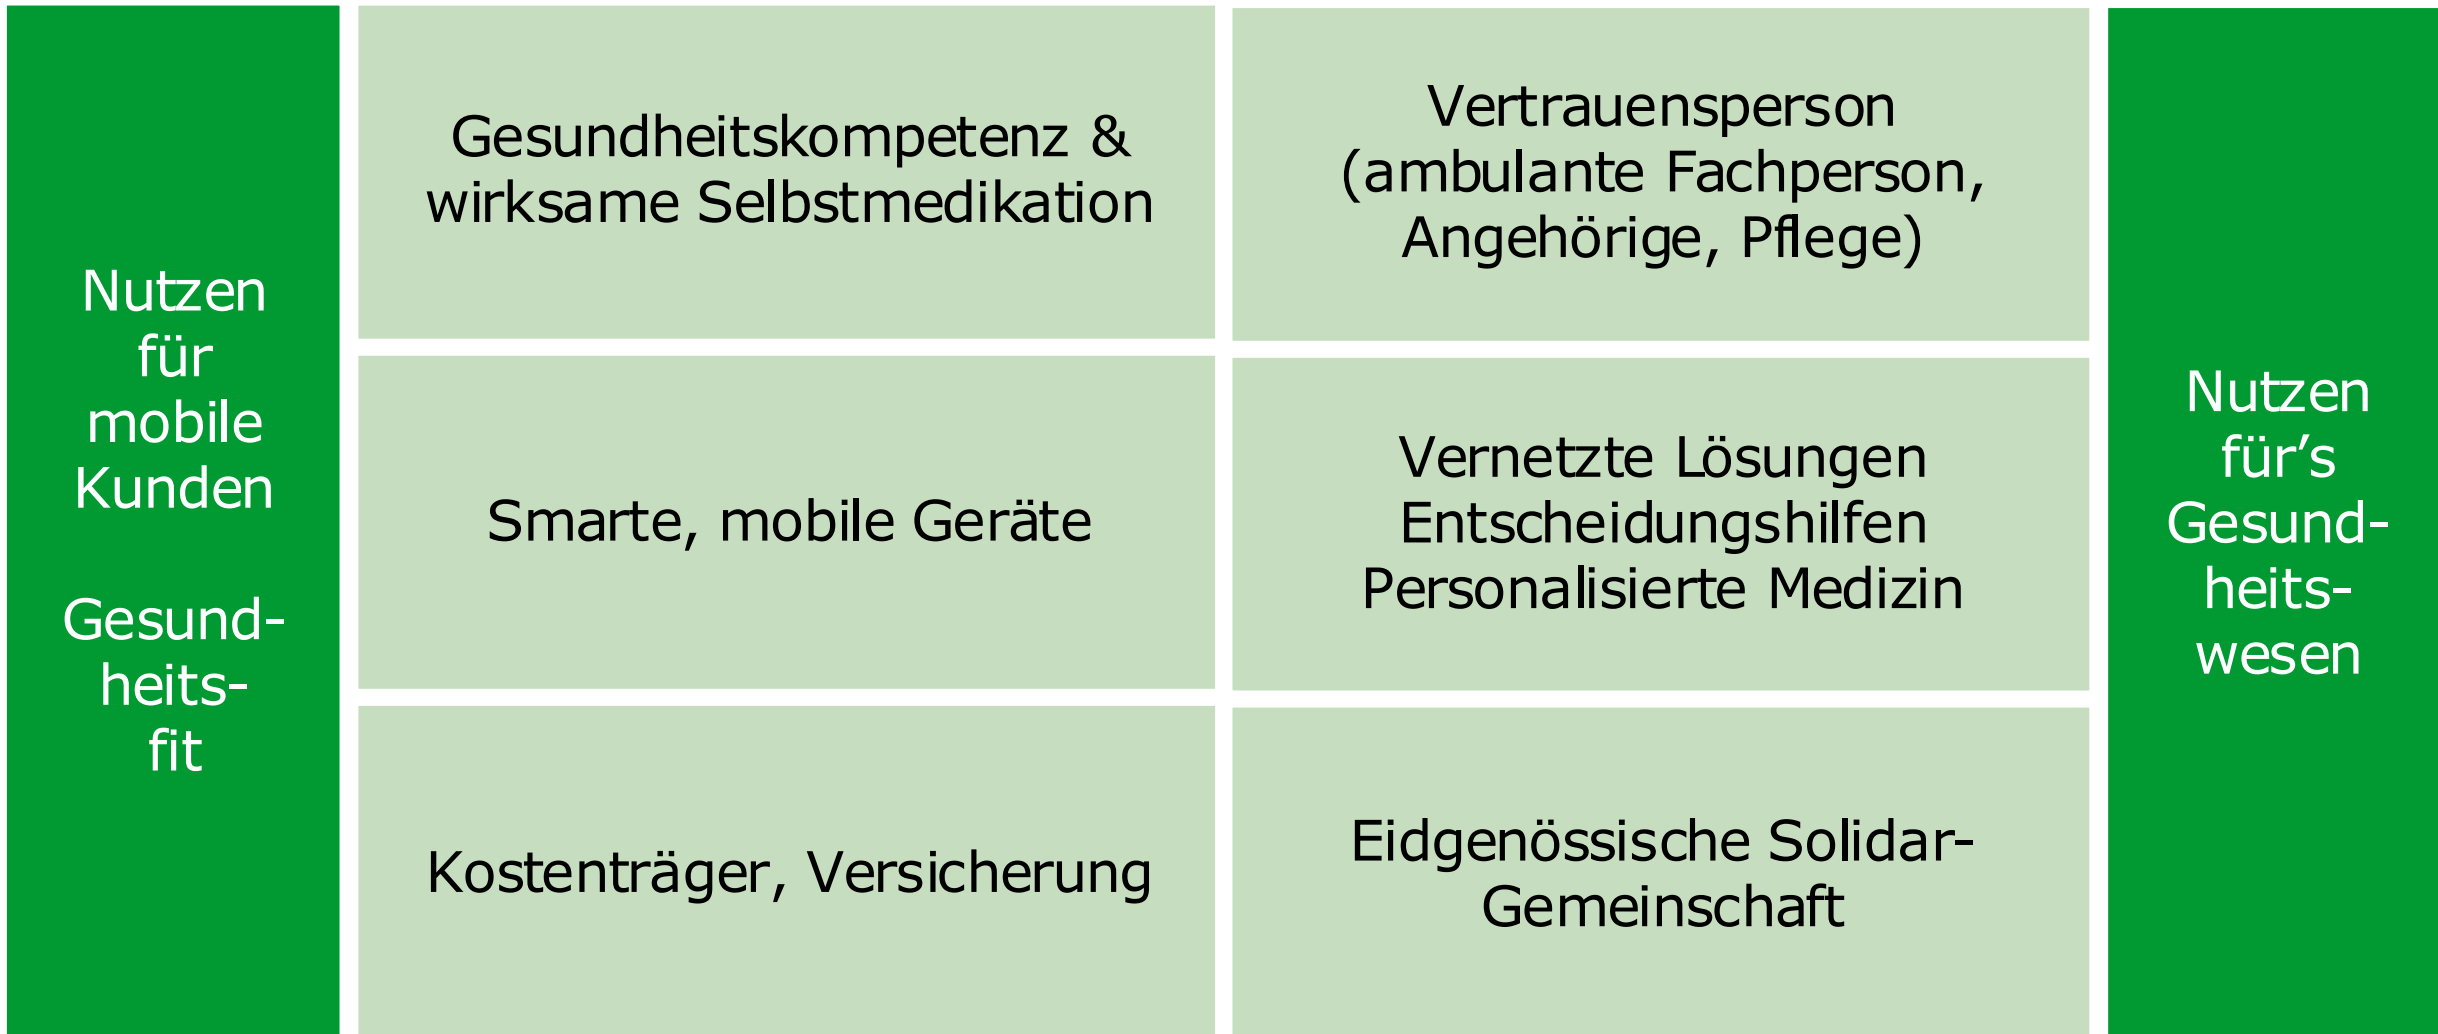 Nutzen
für
mobile
Kunden
Gesund-
heits-
fit
Gesundheitskompetenz &
wirksame Selbstmedikation
Vertrauensperson
(ambulante Fachperson,
Angehörige, Pflege)
Smarte, mobile Geräte
Vernetzte Lösungen
Entscheidungshilfen
Personalisierte Medizin
Kostenträger, Versicherung
Eidgenössische Solidar-
Gemeinschaft
Nutzen
für’s
Gesund-
heits-
wesen